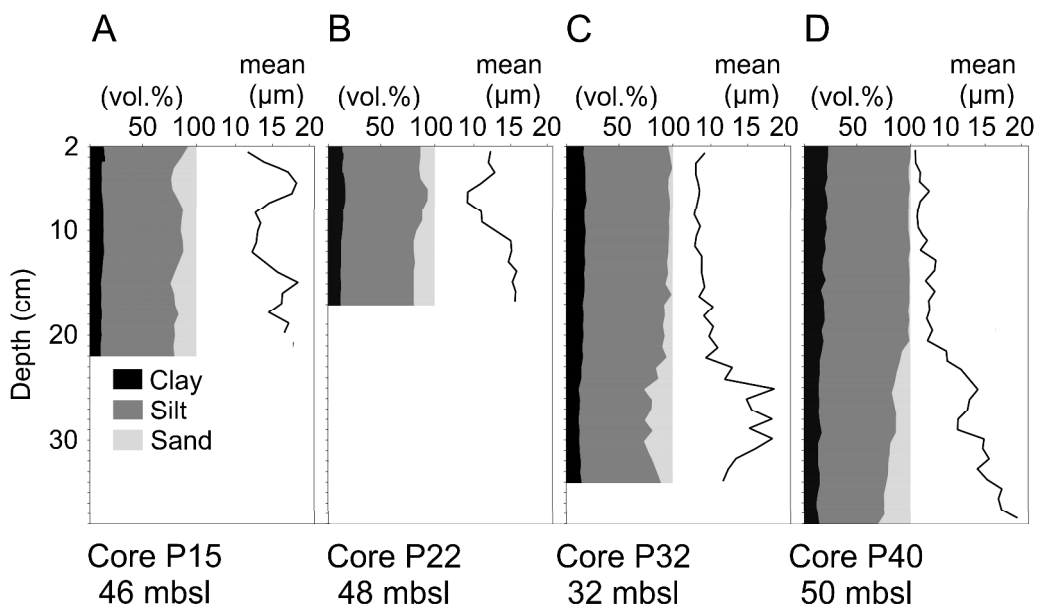 A B C D
mean mean mean mean
(vol.%) (µm) (vol.%) (µm) (vol.%) (µm) (vol.%) (µm)
50 100 10 15 20 50 100 10 15 20 50 100 10 15 20 50 100 10 15 20
2
10
20
30
Depth (cm)
Clay
Silt
Sand
Core P15 Core P22 Core P32 Core P40
46 mbsl 48 mbsl 32 mbsl 50 mbsl